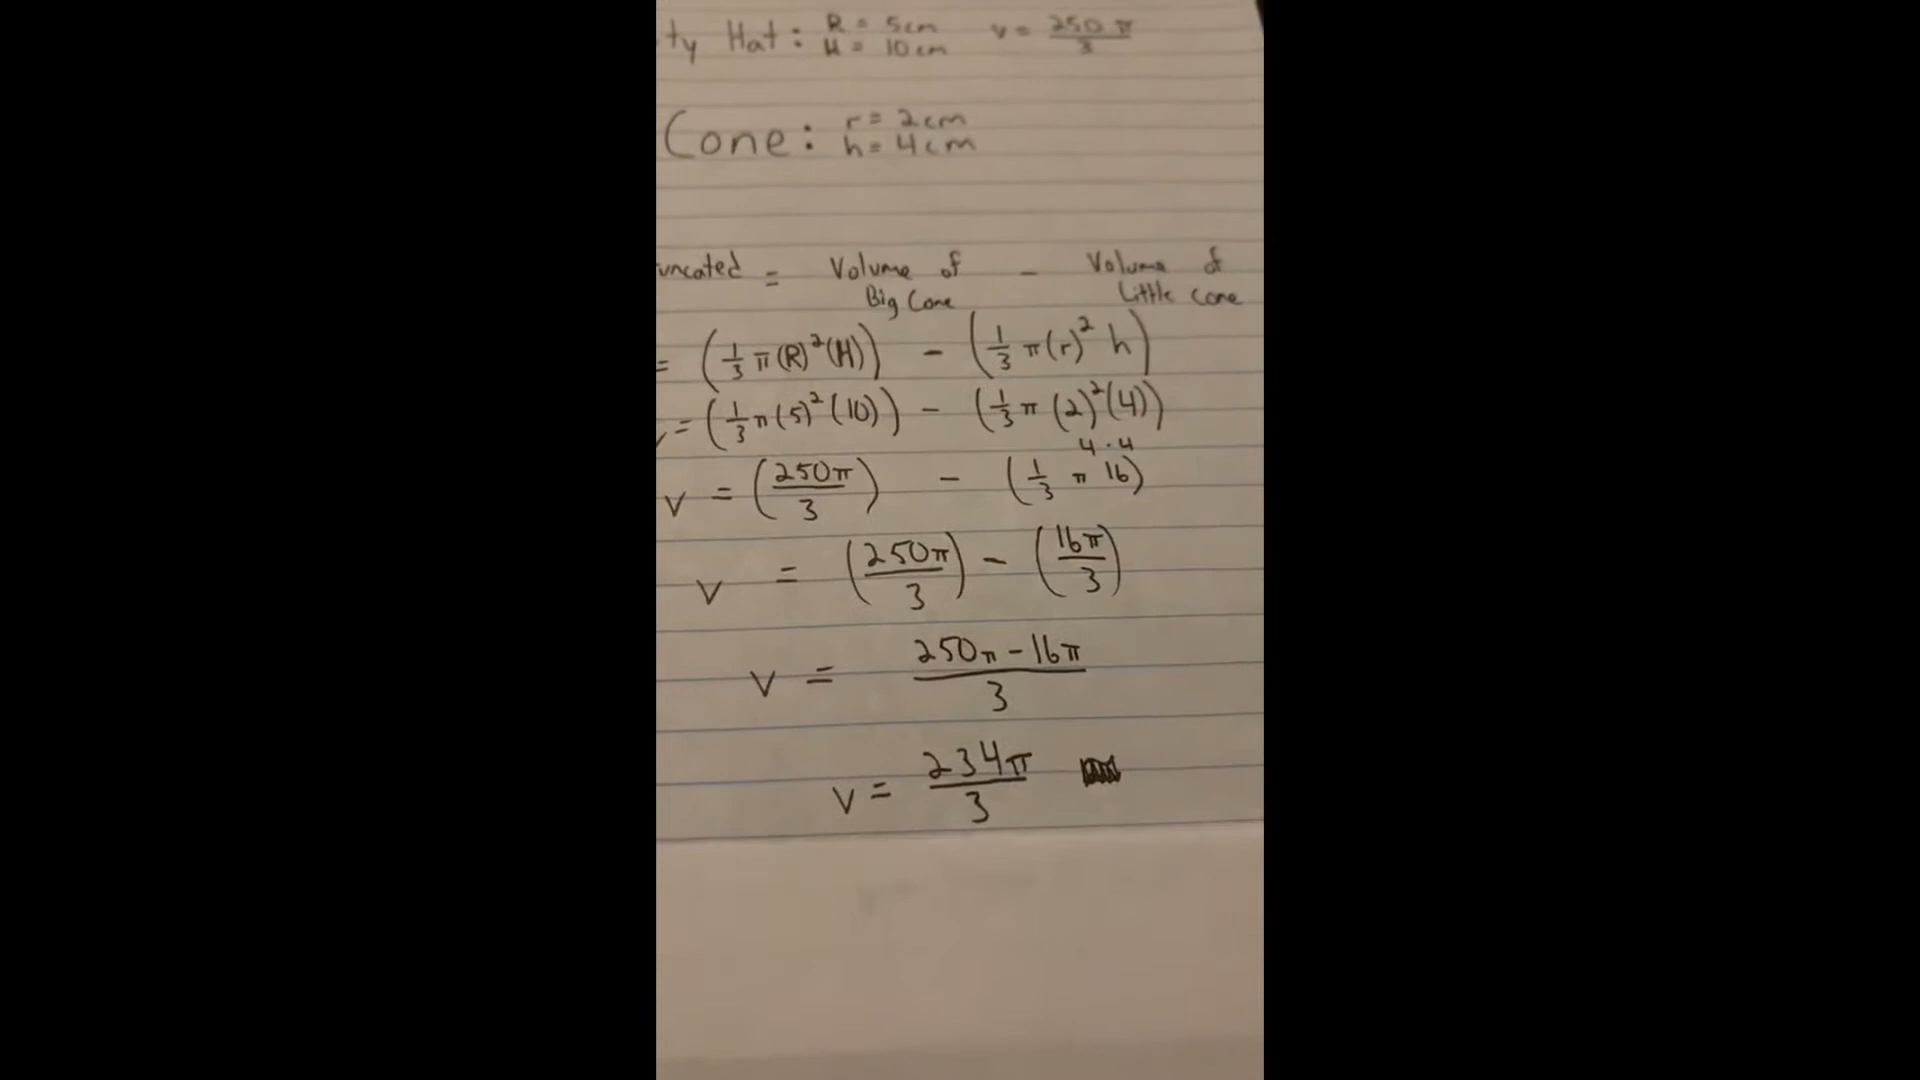 ty Hat: R = 5cm V = 250 π / 3
H = 10cm
Cone: r = 2cm
h = 4cm
uncated = Volume of Big Cone - Volume of Little cone
= (1/3 π (R)² (H)) - (1/3 π (r)² h)
V = (1/3 π (5)² (10)) - (1/3 π (2)² (4))
4 · 4
V = (250π / 3) - (1/3 π 16)
V = (250π / 3) - (16π / 3)
V = 250π - 16π / 3
V = 234π / 3